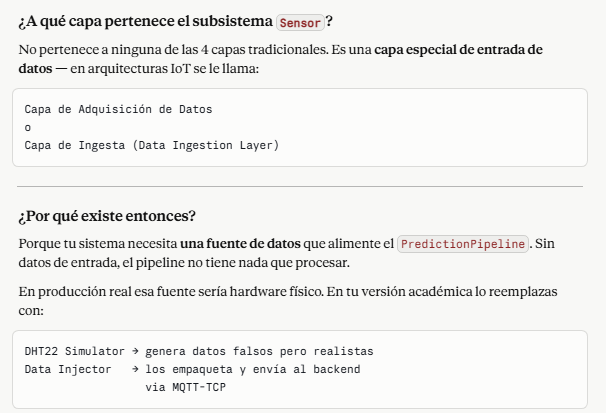 ¿A qué capa pertenece el subsistema Sensor?
No pertenece a ninguna de las 4 capas tradicionales. Es una capa especial de entrada de
datos — en arquitecturas IoT se le llama:
Capa de Adquisición de Datos
o
Capa de Ingesta (Data Ingestion Layer)
¿Por qué existe entonces?
Porque tu sistema necesita una fuente de datos que alimente el PredictionPipeline. Sin
datos de entrada, el pipeline no tiene nada que procesar.
En producción real esa fuente sería hardware físico. En tu versión académica lo reemplazas
con:
DHT22 Simulator → genera datos falsos pero realistas
Data Injector → los empaqueta y envía al backend
via MQTT-TCP